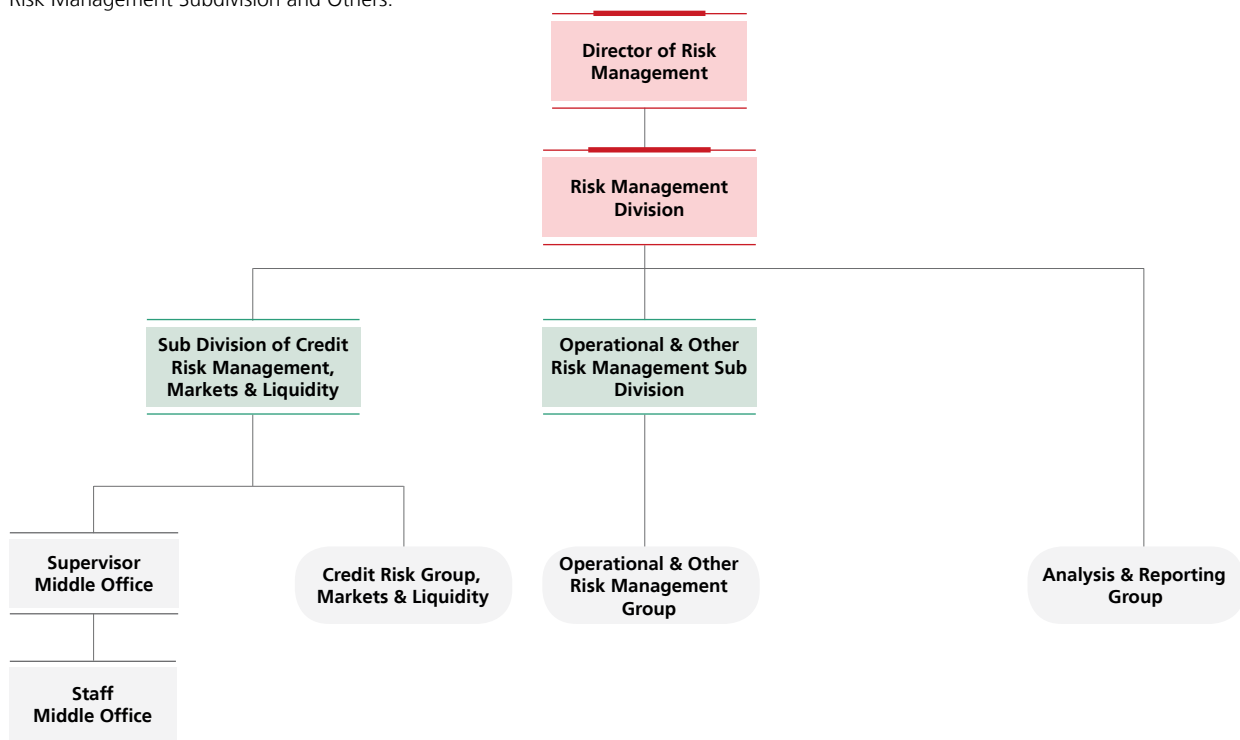 Risk Management Subdivision and Others.
Director of Risk
Management
Risk Management
Division
Sub Division of Credit
Risk Management,
Markets & Liquidity
Operational & Other
Risk Management Sub
Division
Supervisor
Middle Office
Credit Risk Group,
Markets & Liquidity
Operational & Other
Risk Management
Group
Analysis & Reporting
Group
Staff
Middle Office